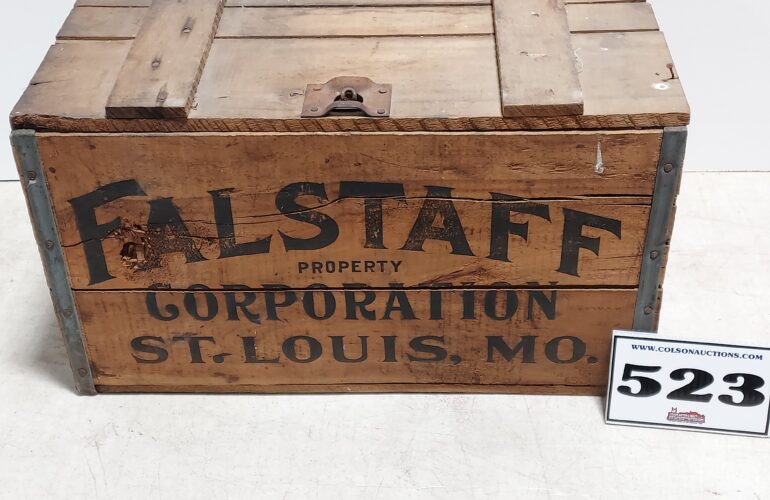 FALSTAFF
PROPERTY
CORPORATION
ST. LOUIS, MO.
WWW.COLSONAUCTIONS.COM
523